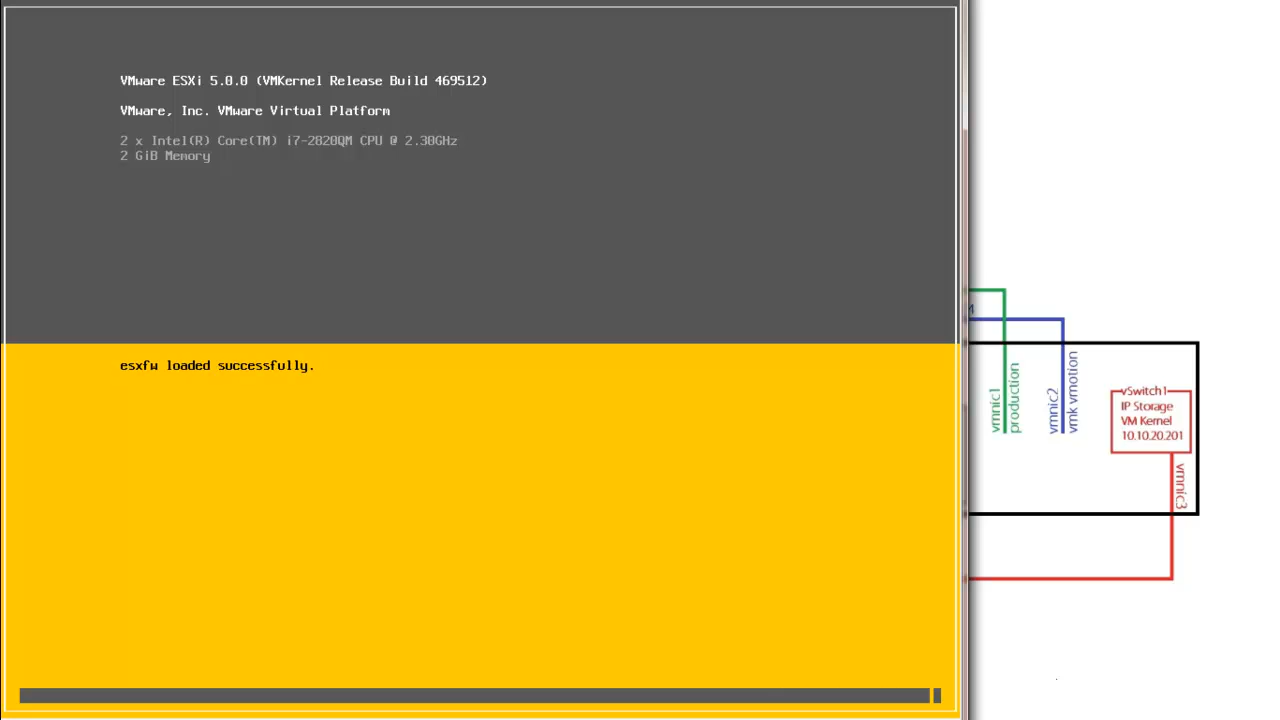 VMware ESXi 5.0.0 (VMKernel Release Build 469512)
VMware, Inc. VMware Virtual Platform
2 x Intel(R) Core(TM) i7-2820QM CPU @ 2.30GHz
2 GiB Memory
esxfw loaded successfully.
vmnic1
production
vmnic2
vmk vmotion
vSwitch1
IP Storage
VM Kernel
10.10.20.201
vmnic3